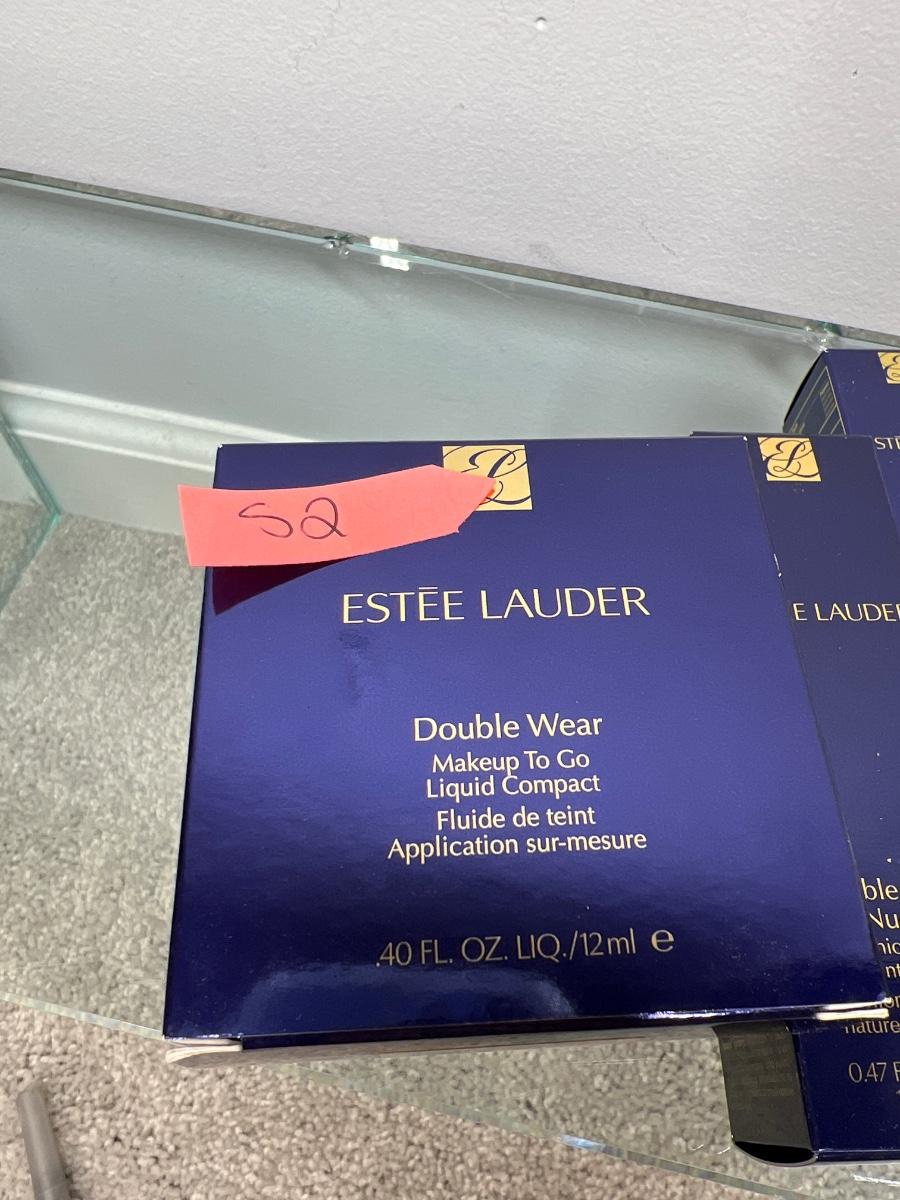 S2
ESTĒE LAUDER
Double Wear
Makeup To Go
Liquid Compact
Fluide de teint
Application sur-mesure
.40 FL. OZ. LIQ./12ml e
E LAUDER
0.47